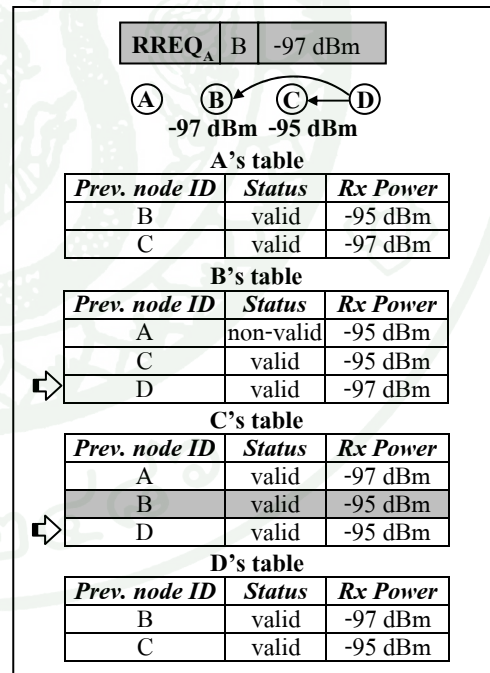 RREQA B -97 dBm
A B C D
-97 dBm -95 dBm
A's table
Prev. node ID Status Rx Power
B valid -95 dBm
C valid -97 dBm
B's table
Prev. node ID Status Rx Power
A non-valid -95 dBm
C valid -95 dBm
D valid -97 dBm
C's table
Prev. node ID Status Rx Power
A valid -97 dBm
B valid -95 dBm
D valid -95 dBm
D's table
Prev. node ID Status Rx Power
B valid -97 dBm
C valid -95 dBm